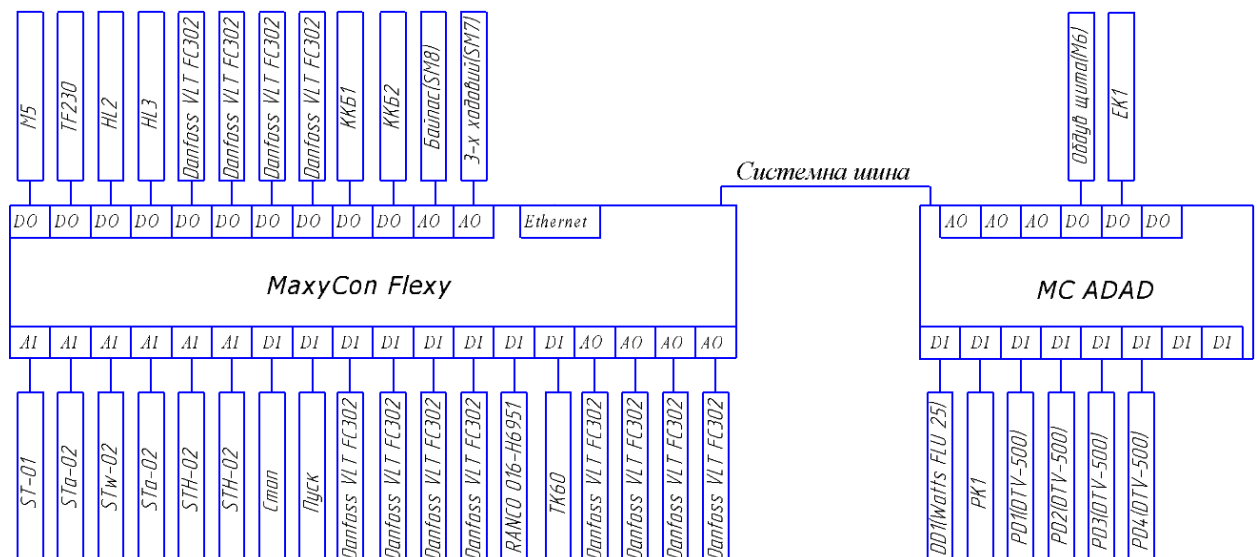 M5
TF230
HL2
HL3
Danfoss VLT FC302
Danfoss VLT FC302
Danfoss VLT FC302
Danfoss VLT FC302
ККБ1
ККБ2
Байпас(SM8)
3-х ходовий(SM7)
Обдув щита(M6)
EK1
Системна шина
DO DO DO DO DO DO DO DO DO DO AO AO Ethernet
AO AO AO DO DO DO
MaxyCon Flexy
MC ADAD
AI AI AI AI AI AI DI DI DI DI DI DI DI DI AO AO AO AO
DI DI DI DI DI DI DI DI
ST-01
STa-02
STw-02
STa-02
STH-02
STH-02
Стоп
Пуск
Danfoss VLT FC302
Danfoss VLT FC302
Danfoss VLT FC302
Danfoss VLT FC302
RANCO 016-H6951
TK60
Danfoss VLT FC302
Danfoss VLT FC302
Danfoss VLT FC302
Danfoss VLT FC302
DD1(Watts FLU 25)
PK1
PD1(DTV-500)
PD2(DTV-500)
PD3(DTV-500)
PD4(DTV-500)